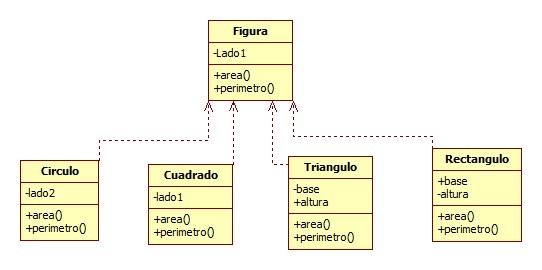 Figura
-Lado1
+area()
+perimetro()
Circulo
-lado2
+area()
+perimetro()
Cuadrado
-lado1
+area()
+perimetro()
Triangulo
-base
+altura
+area()
+perimetro()
Rectangulo
+base
-altura
+area()
+perimetro()